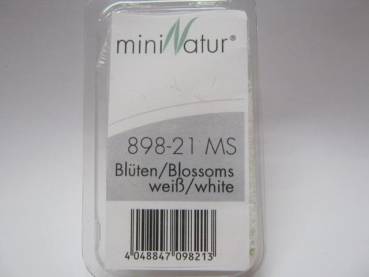 miniNatur®
898-21 MS
Blüten/Blossoms
weiß/white
4 048847 098213